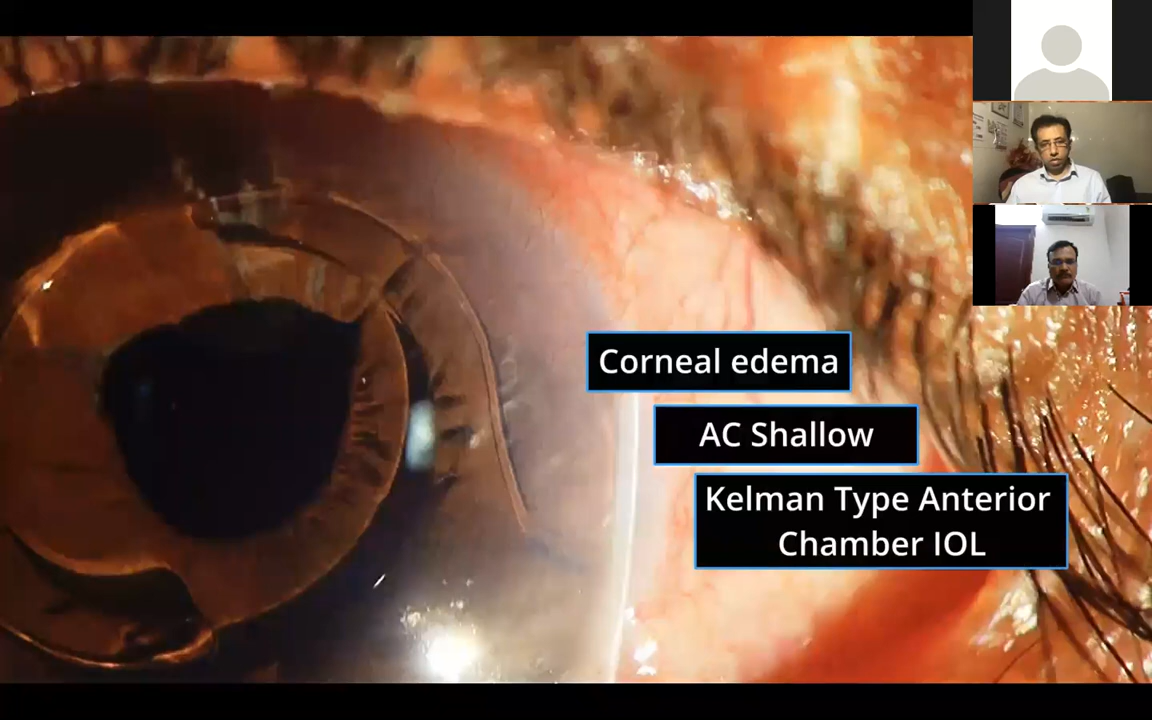 Corneal edema
AC Shallow
Kelman Type Anterior
Chamber IOL